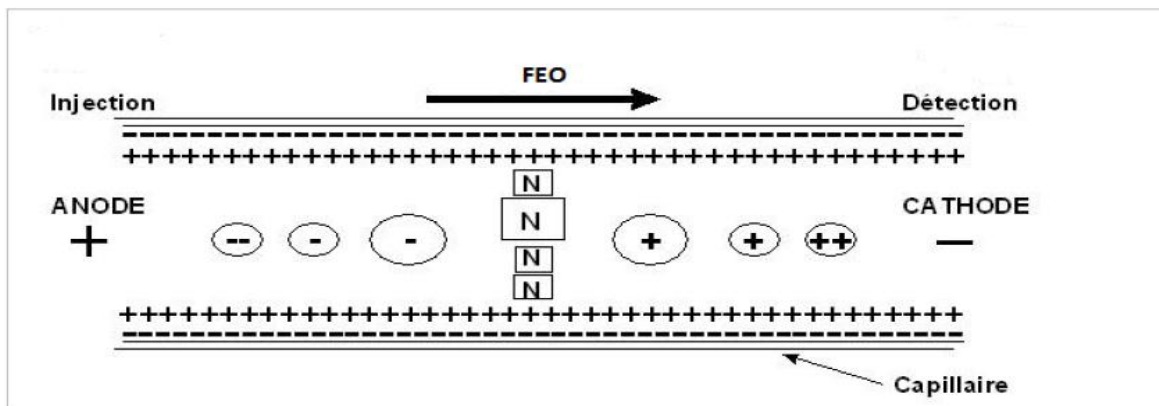 FEO
Injection Détection
------------------------------------------------
++++++++++++++++++++++++++++++++++++++++++
N
ANODE N CATHODE
+ -- - - + + ++ −
N
N
++++++++++++++++++++++++++++++++++++++++++
------------------------------------------------
Capillaire